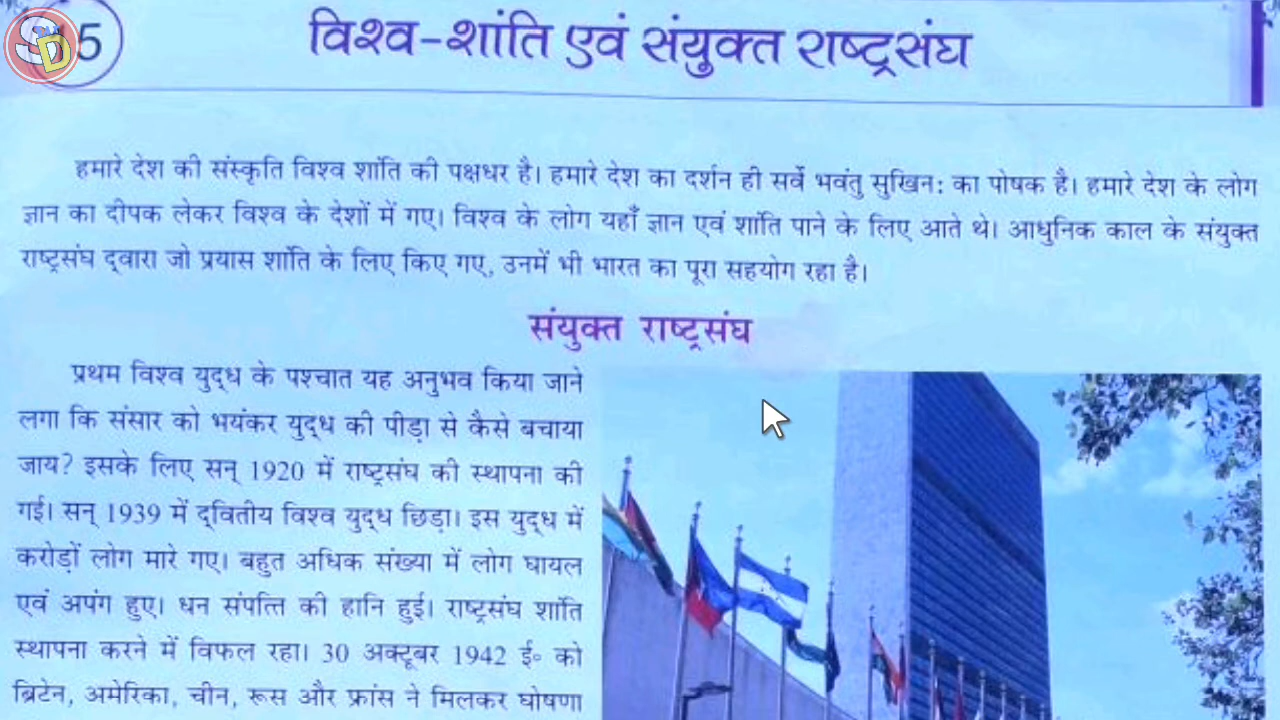 SD 5
विश्व-शांति एवं संयुक्त राष्ट्रसंघ
हमारे देश की संस्कृति विश्व शांति की पक्षधर है। हमारे देश का दर्शन ही सर्वे भवंतु सुखिन: का पोषक है। हमारे देश के लोग
ज्ञान का दीपक लेकर विश्व के देशों में गए। विश्व के लोग यहाँ ज्ञान एवं शांति पाने के लिए आते थे। आधुनिक काल के संयुक्त
राष्ट्रसंघ द्वारा जो प्रयास शांति के लिए किए गए, उनमें भी भारत का पूरा सहयोग रहा है।
संयुक्त राष्ट्रसंघ
प्रथम विश्व युद्ध के पश्चात यह अनुभव किया जाने
लगा कि संसार को भयंकर युद्ध की पीड़ा से कैसे बचाया
जाय? इसके लिए सन् 1920 में राष्ट्रसंघ की स्थापना की
गई। सन् 1939 में द्वितीय विश्व युद्ध छिड़ा। इस युद्ध में
करोड़ों लोग मारे गए। बहुत अधिक संख्या में लोग घायल
एवं अपंग हुए। धन संपत्ति की हानि हुई। राष्ट्रसंघ शांति
स्थापना करने में विफल रहा। 30 अक्टूबर 1942 ई॰ को
ब्रिटेन, अमेरिका, चीन, रूस और फ्रांस ने मिलकर घोषणा